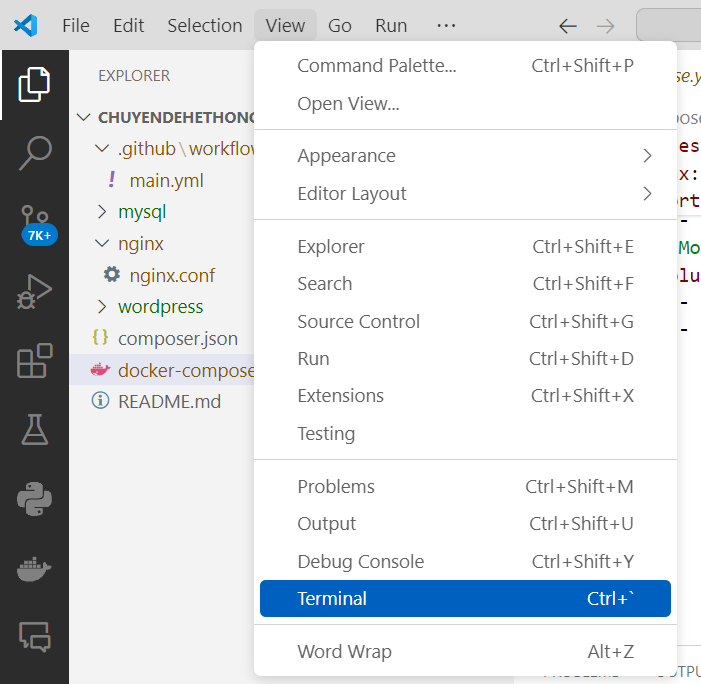 File Edit Selection View Go Run ...
EXPLORER
CHUYENDEHETHONG
.github\workflow
! main.yml
mysql
nginx
nginx.conf
wordpress
{} composer.json
docker-compose
README.md
7K+
Command Palette... Ctrl+Shift+P
Open View...
Appearance
Editor Layout
Explorer Ctrl+Shift+E
Search Ctrl+Shift+F
Source Control Ctrl+Shift+G
Run Ctrl+Shift+D
Extensions Ctrl+Shift+X
Testing
Problems Ctrl+Shift+M
Output Ctrl+Shift+U
Debug Console Ctrl+Shift+Y
Terminal Ctrl+`
Word Wrap Alt+Z